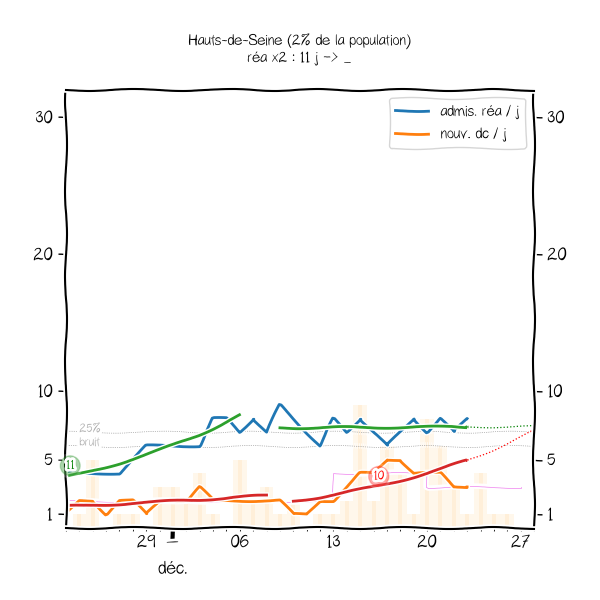 Hauts-de-Seine (2% de la population)
réa x2 : 11 j -> _
admis. réa / j
nouv. dc / j
30 30
20 20
10 10
25%
bruit
11
10
5 5
1 1
29 _ 06 13 20 27
déc.